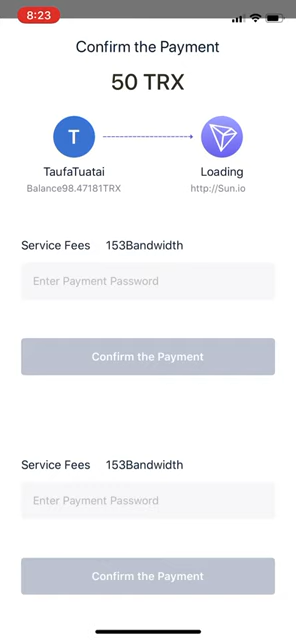 8:23
Confirm the Payment
50 TRX
T
TaufaTuatai
Loading
Balance98.47181TRX
http://Sun.io
Service Fees 153Bandwidth
Enter Payment Password
Confirm the Payment
Service Fees 153Bandwidth
Enter Payment Password
Confirm the Payment